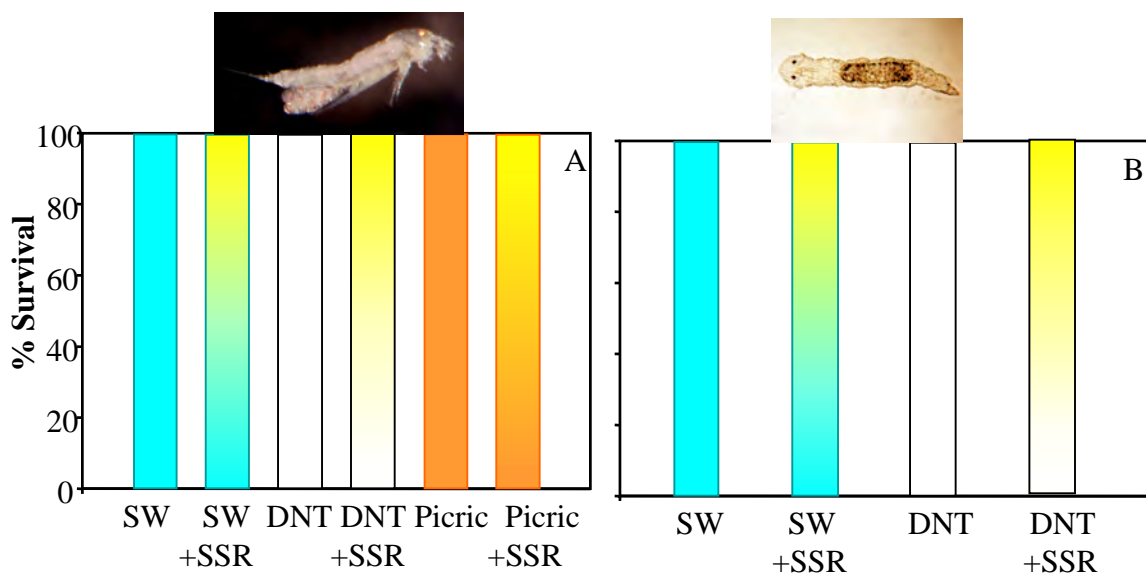 100
80
60
40
20
0
% Survival
A
SW
SW
+SSR
DNT
DNT
+SSR
Picric
Picric
+SSR
B
SW
SW
+SSR
DNT
DNT
+SSR